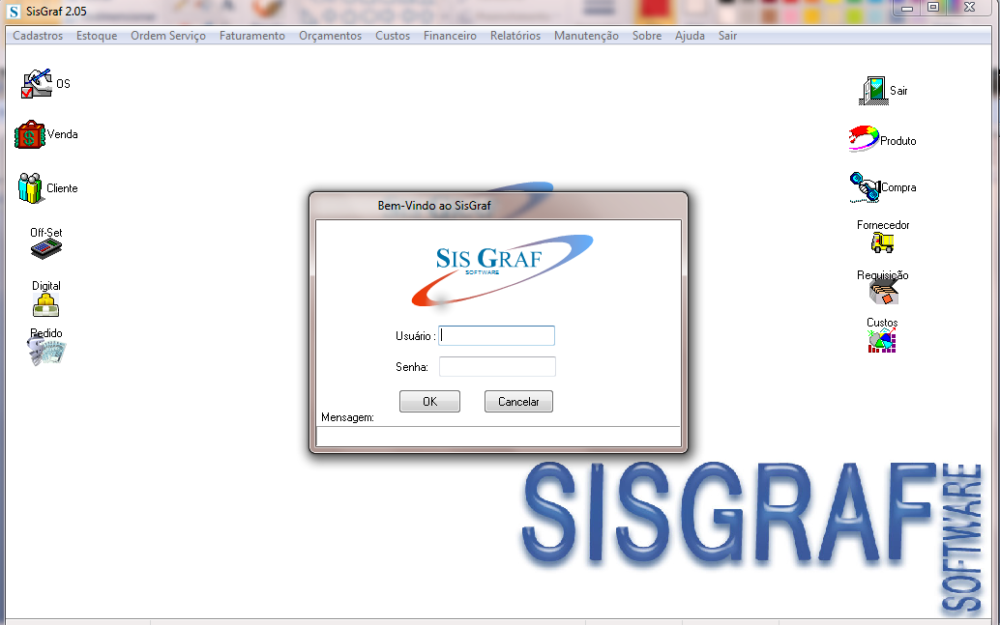 SisGraf 2.05
Cadastros Estoque Ordem Serviço Faturamento Orçamentos Custos Financeiro Relatórios Manutenção Sobre Ajuda Sair
OS
Venda
Cliente
Off-Set
Digital
Pedido
Sair
Produto
Compra
Fornecedor
Requisição
Custos
Bem-Vindo ao SisGraf
SIS GRAF
SOFTWARE
Usuário :
Senha:
OK Cancelar
Mensagem:
SISGRAF
SOFTWARE